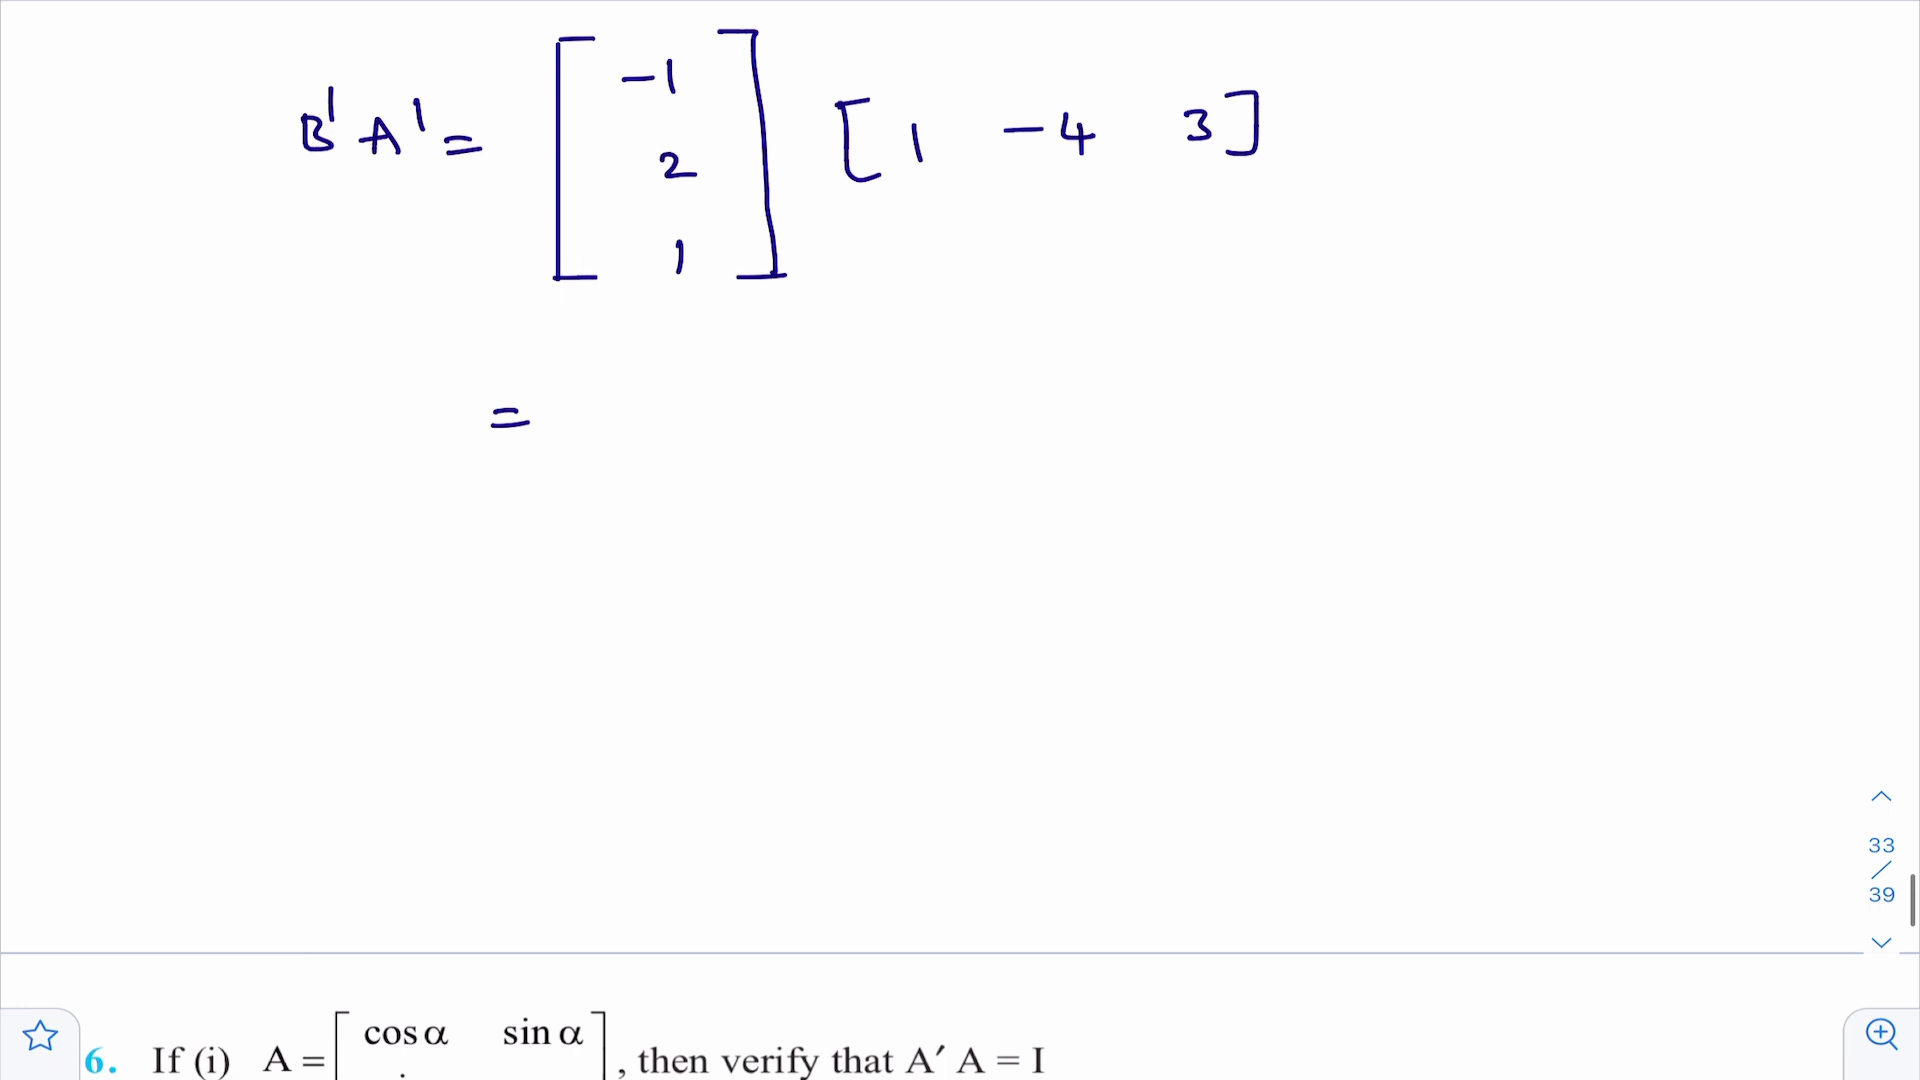 B' A' = [ -1 2 1 ] [ 1 -4 3 ]
=
33
/
39
6. If (i) A = [ cos α sin α ] , then verify that A′ A = I